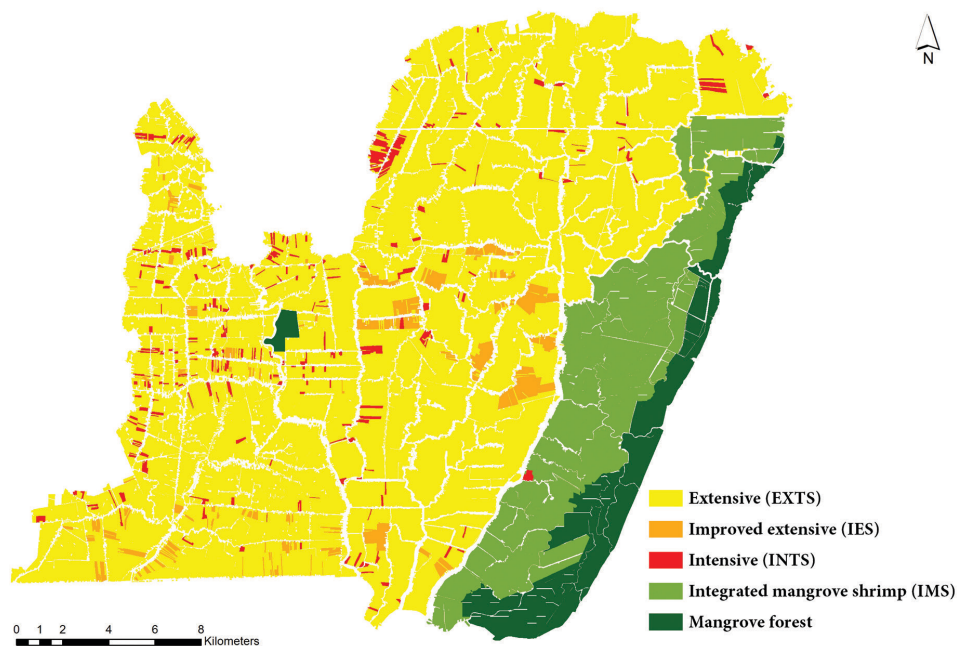 N
Extensive (EXTS)
Improved extensive (IES)
Intensive (INTS)
Integrated mangrove shrimp (IMS)
Mangrove forest
0 1 2 4 6 8
Kilometers